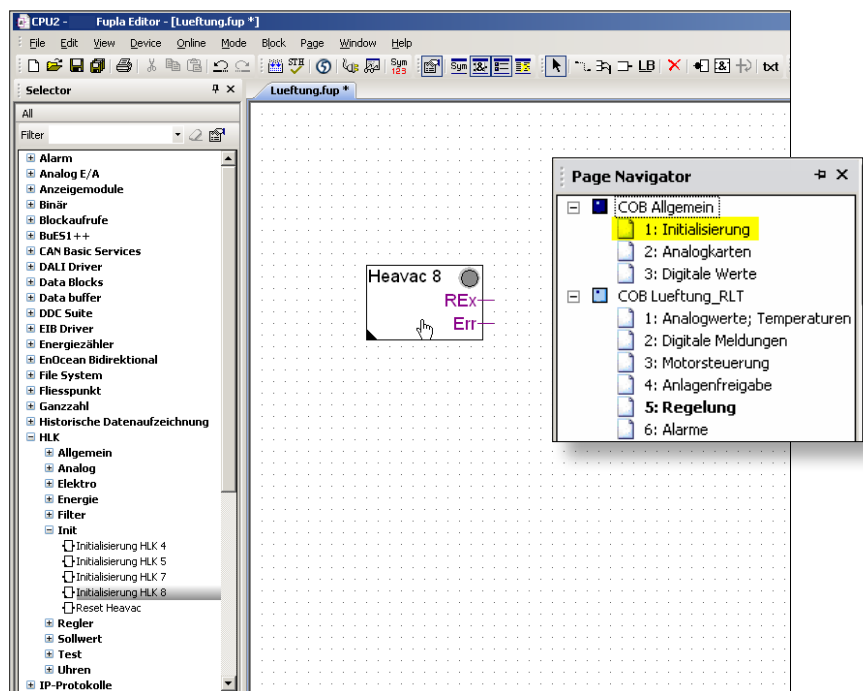 CPU2 - Fupla Editor - [Lueftung.fup *]
File Edit View Device Online Mode Block Page Window Help
Sym 123 Sym LB txt
Selector
Lueftung.fup *
All
Filter
Alarm
Analog E/A
Anzeigemodule
Binär
Blockaufrufe
BuES1++
CAN Basic Services
DALI Driver
Data Blocks
Data buffer
DDC Suite
EIB Driver
Energiezähler
EnOcean Bidirektional
File System
Fliesspunkt
Ganzzahl
Historische Datenaufzeichnung
HLK
Allgemein
Analog
Elektro
Energie
Filter
Init
Initialisierung HLK 4
Initialisierung HLK 5
Initialisierung HLK 7
Initialisierung HLK 8
Reset Heavac
Regler
Sollwert
Test
Uhren
IP-Protokolle
Heavac 8
REx
Err
Page Navigator
COB Allgemein
1: Initialisierung
2: Analogkarten
3: Digitale Werte
COB Lueftung_RLT
1: Analogwerte; Temperaturen
2: Digitale Meldungen
3: Motorsteuerung
4: Anlagenfreigabe
5: Regelung
6: Alarme